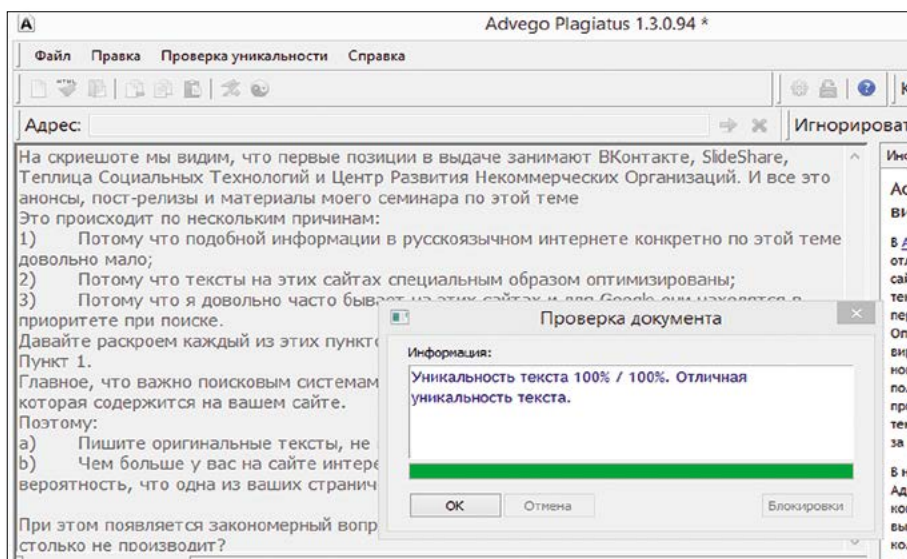 Advego Plagiatus 1.3.0.94 *
Файл Правка Проверка уникальности Справка
Адрес:
Игнорироват
На скриешоте мы видим, что первые позиции в выдаче занимают ВКонтакте, SlideShare,
Теплица Социальных Технологий и Центр Развития Некоммерческих Организаций. И все это
анонсы, пост-релизы и материалы моего семинара по этой теме
Это происходит по нескольким причинам:
1) Потому что подобной информации в русскоязычном интернете конкретно по этой теме
довольно мало;
2) Потому что тексты на этих сайтах специальным образом оптимизированы;
3) Потому что я довольно часто бываю на этих сайтах и для Google они находятся в
приоритете при поиске.
Давайте раскроем каждый из этих пункто
Пункт 1.
Главное, что важно поисковым системам
которая содержится на вашем сайте.
Поэтому:
a) Пишите оригинальные тексты, не
b) Чем больше у вас на сайте интере
вероятность, что одна из ваших странич
При этом появляется закономерный вопр
столько не производит?
Проверка документа
Информация:
Уникальность текста 100% / 100%. Отличная
уникальность текста.
ОК Отмена Блокировки